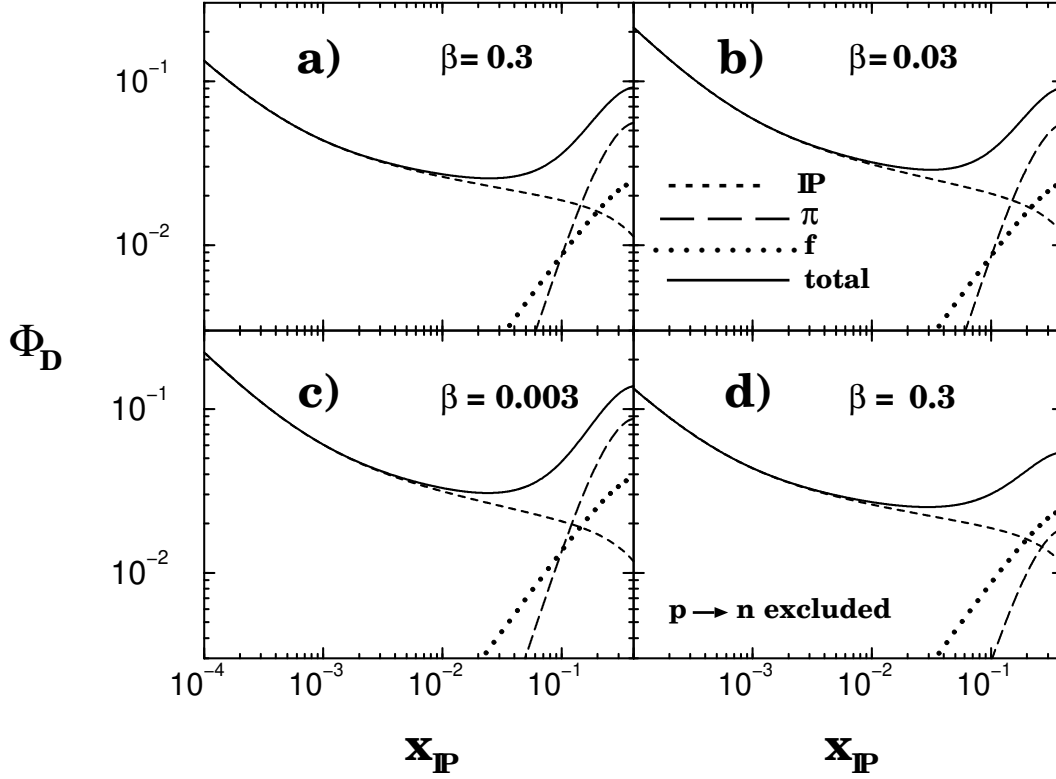 a) β= 0.3
b) β= 0.03
10⁻¹
10⁻²
IP
π
f
total
Φ_D
c) β = 0.003
d) β = 0.3
10⁻¹
10⁻²
p → n excluded
10⁻⁴ 10⁻³ 10⁻² 10⁻¹ 10⁻³ 10⁻² 10⁻¹
x_IP x_IP